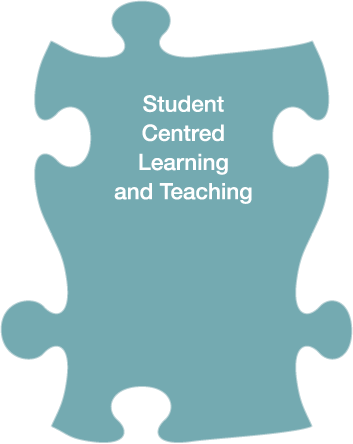 Student
Centred
Learning
and Teaching